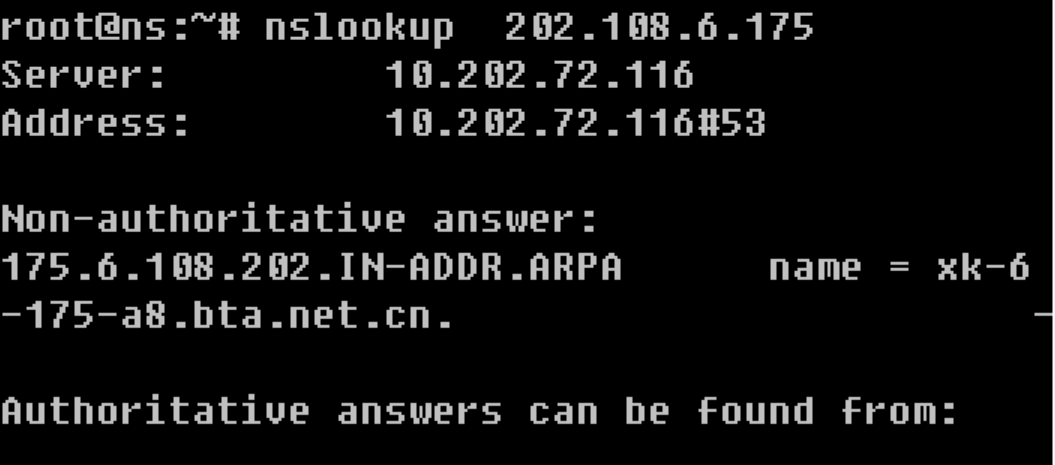 root@ns:~# nslookup  202.108.6.175
Server:         10.202.72.116
Address:        10.202.72.116#53
Non-authoritative answer:
175.6.108.202.IN-ADDR.ARPA      name = xk-6
-175-a8.bta.net.cn.
Authoritative answers can be found from: